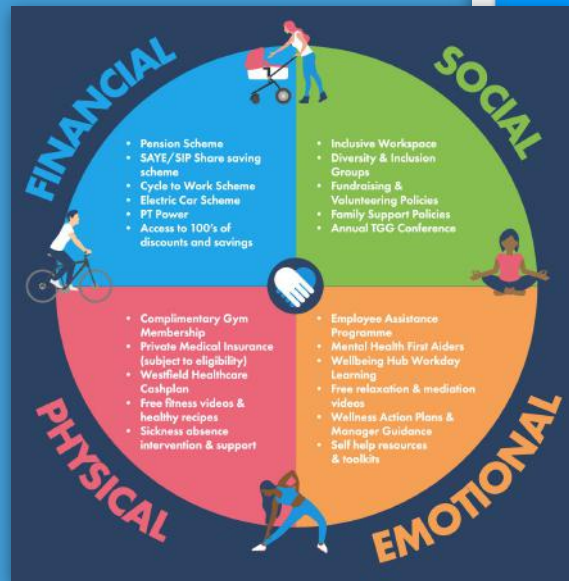 FINANCIAL
• Pension Scheme
• SAYE/SIP Share saving
scheme
• Cycle to Work Scheme
• Electric Car Scheme
• PT Power
• Access to 100's of
discounts and savings
SOCIAL
• Inclusive Workspace
• Diversity & Inclusion
Groups
• Fundraising &
Volunteering Policies
• Family Support Policies
• Annual TGG Conference
PHYSICAL
• Complimentary Gym
Membership
• Private Medical Insurance
(subject to eligibility)
• Westfield Healthcare
Cashplan
• Free fitness videos &
healthy recipes
• Sickness absence
intervention & support
EMOTIONAL
• Employee Assistance
Programme
• Mental Health First Aiders
• Wellbeing Hub Workday
Learning
• Free relaxation & mediation
videos
• Wellness Action Plans &
Manager Guidance
• Self help resources
& toolkits